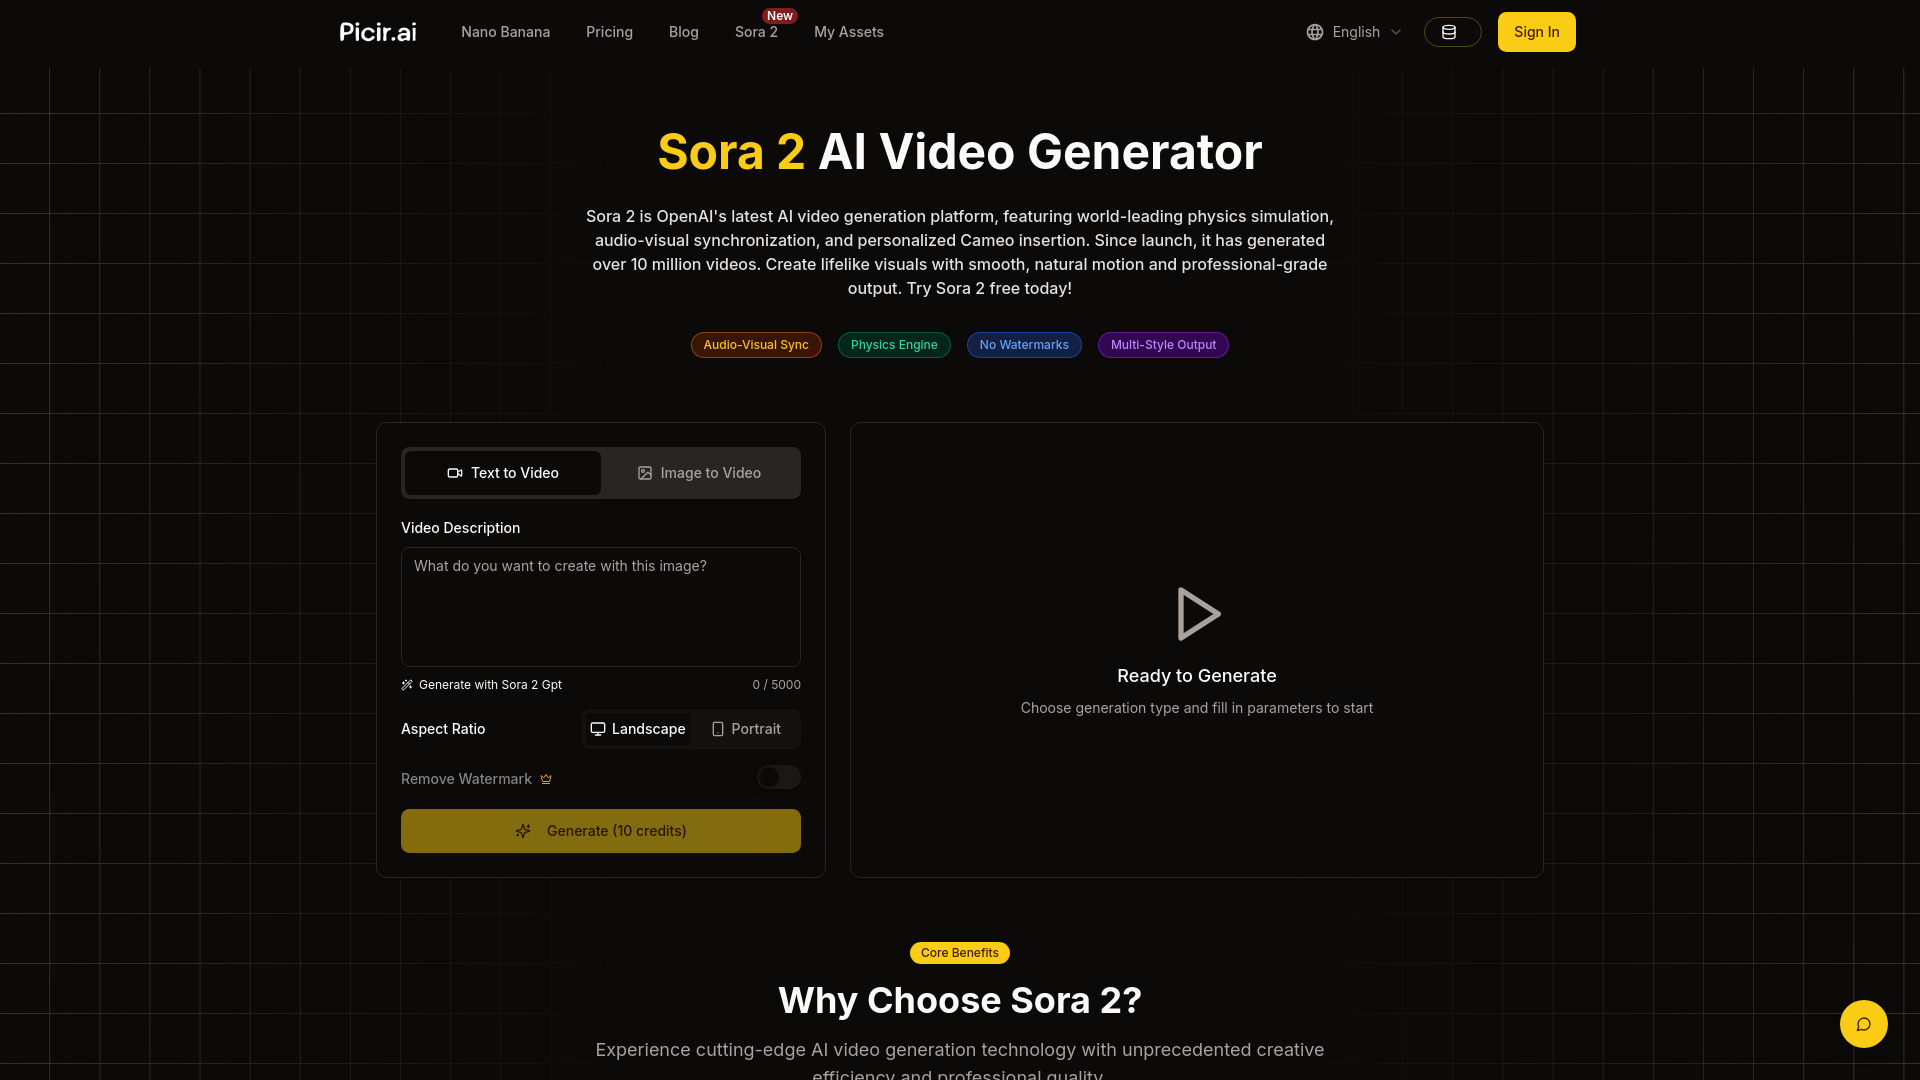 Picir.ai
Nano Banana
Pricing
Blog
Sora 2
New
My Assets
English
Sign In
Sora 2 AI Video Generator
Sora 2 is OpenAI's latest AI video generation platform, featuring world-leading physics simulation,
audio-visual synchronization, and personalized Cameo insertion. Since launch, it has generated
over 10 million videos. Create lifelike visuals with smooth, natural motion and professional-grade
output. Try Sora 2 free today!
Audio-Visual Sync
Physics Engine
No Watermarks
Multi-Style Output
Text to Video
Image to Video
Video Description
What do you want to create with this image?
Generate with Sora 2 Gpt
0 / 5000
Aspect Ratio
Landscape
Portrait
Remove Watermark
Generate (10 credits)
Ready to Generate
Choose generation type and fill in parameters to start
Core Benefits
Why Choose Sora 2?
Experience cutting-edge AI video generation technology with unprecedented creative
efficiency and professional quality